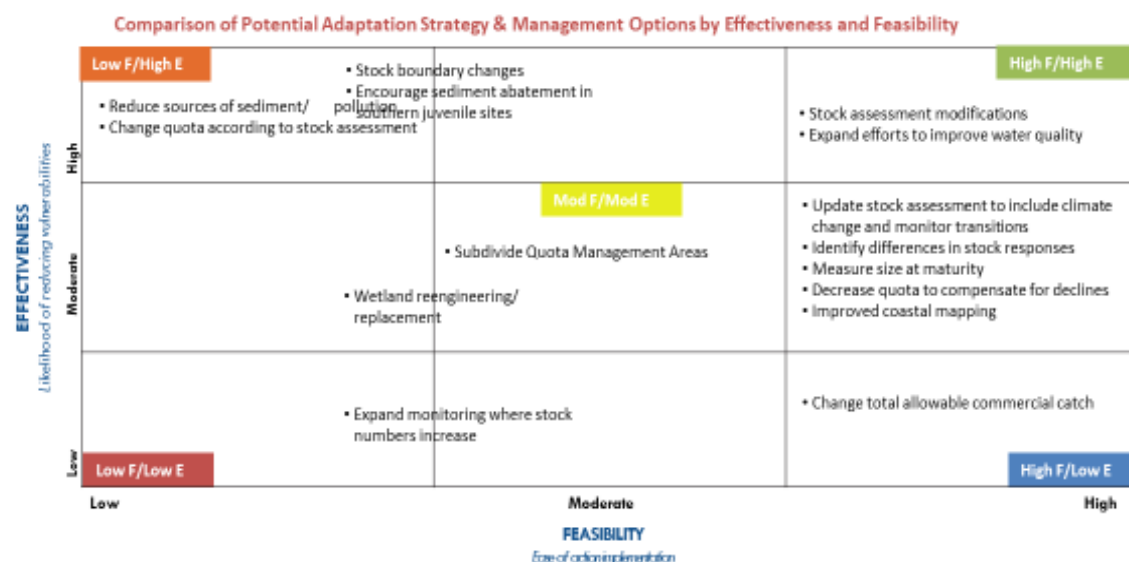 Comparison of Potential Adaptation Strategy & Management Options by Effectiveness and Feasibility
Low F/High E
High F/High E
• Stock boundary changes
• Encourage sediment abatement in
southern juvenile sites
• Reduce sources of sediment/ pollution
• Change quota according to stock assessment
• Stock assessment modifications
• Expand efforts to improve water quality
High
Mod F/Mod E
• Subdivide Quota Management Areas
• Wetland reengineering/
replacement
• Update stock assessment to include climate
change and monitor transitions
• Identify differences in stock responses
• Measure size at maturity
• Decrease quota to compensate for declines
• Improved coastal mapping
EFFECTIVENESS
Likelihood of reducing vulnerabilities
Moderate
• Expand monitoring where stock
numbers increase
• Change total allowable commercial catch
Low
Low F/Low E
High F/Low E
Low
Moderate
High
FEASIBILITY
Ease of action implementation